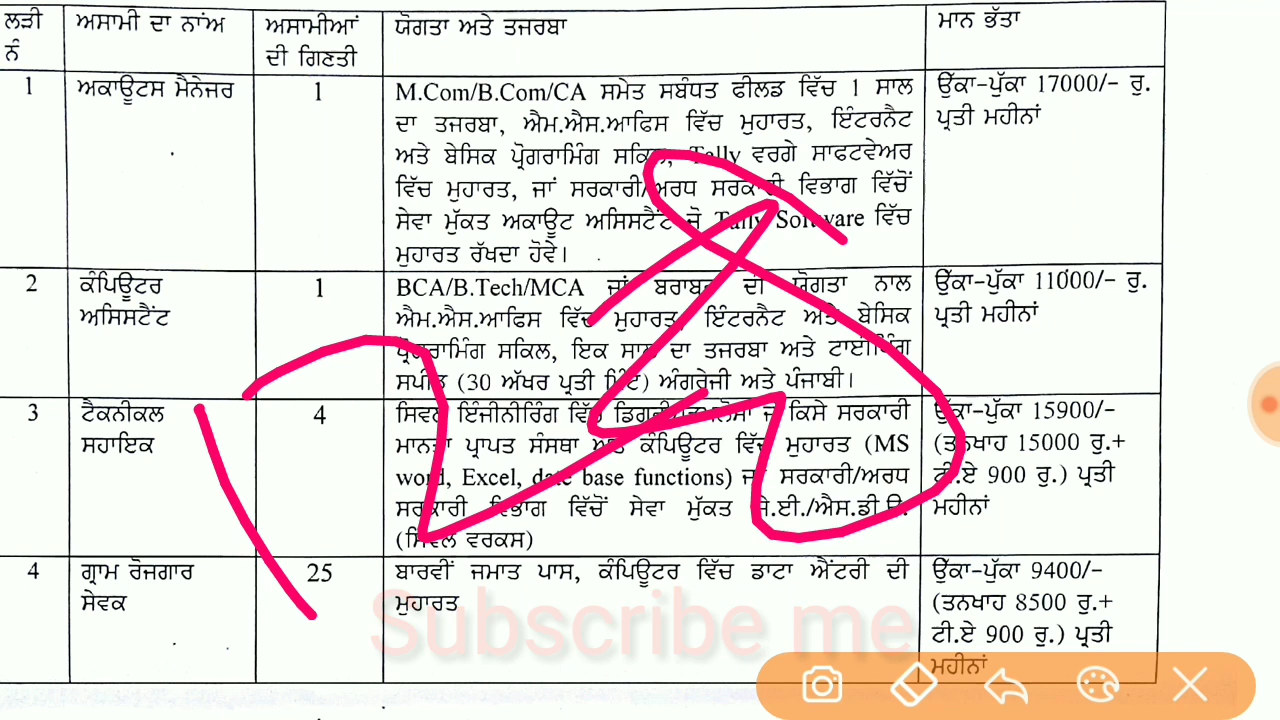 ਲੜੀ ਨੰ
ਅਸਾਮੀ ਦਾ ਨਾਂਅ
ਅਸਾਮੀਆਂ
ਦੀ ਗਿਣਤੀ
ਯੋਗਤਾ ਅਤੇ ਤਜਰਬਾ
ਮਾਨ ਭੱਤਾ
1
ਅਕਾਊਟਸ ਮੈਨੇਜਰ
1
M.Com/B.Com/CA ਸਮੇਤ ਸਬੰਧਤ ਫੀਲਡ ਵਿੱਚ 1 ਸਾਲ
ਦਾ ਤਜਰਬਾ, ਐਮ.ਐਸ.ਆਫਿਸ ਵਿੱਚ ਮੁਹਾਰਤ, ਇੰਟਰਨੈਟ
ਅਤੇ ਬੇਸਿਕ ਪ੍ਰੋਗਰਾਮਿੰਗ ਸਕਿਲ, Tally ਵਰਗੇ ਸਾਫਟਵੇਅਰ
ਵਿੱਚ ਮੁਹਾਰਤ, ਜਾਂ ਸਰਕਾਰੀ/ਅਰਧ ਸਰਕਾਰੀ ਵਿਭਾਗ ਵਿੱਚੋਂ
ਸੇਵਾ ਮੁੱਕਤ ਅਕਾਊਟ ਅਸਿਸਟੈਂਟ ਜੋ Tally Software ਵਿੱਚ
ਮੁਹਾਰਤ ਰੱਖਦਾ ਹੋਵੇ।
ਉੱਕਾ-ਪੁੱਕਾ 17000/- ਰੁ.
ਪ੍ਰਤੀ ਮਹੀਨਾਂ
2
ਕੰਪਿਊਟਰ
ਅਸਿਸਟੈਂਟ
1
BCA/B.Tech/MCA ਜਾਂ ਬਰਾਬਰ ਦੀ ਯੋਗਤਾ ਨਾਲ
ਐਮ.ਐਸ.ਆਫਿਸ ਵਿੱਚ ਮੁਹਾਰਤ, ਇੰਟਰਨੈਟ ਅਤੇ ਬੇਸਿਕ
ਪ੍ਰੋਗਰਾਮਿੰਗ ਸਕਿਲ, ਇਕ ਸਾਲ ਦਾ ਤਜਰਬਾ ਅਤੇ ਟਾਈਪਿੰਗ
ਸਪੀਡ (30 ਅੱਖਰ ਪ੍ਰਤੀ ਮਿੰਟ) ਅੰਗਰੇਜੀ ਅਤੇ ਪੰਜਾਬੀ।
ਉੱਕਾ-ਪੁੱਕਾ 11000/- ਰੁ.
ਪ੍ਰਤੀ ਮਹੀਨਾਂ
3
ਟੈਕਨੀਕਲ
ਸਹਾਇਕ
4
ਸਿਵਲ ਇੰਜੀਨੀਰਿੰਗ ਵਿੱਚ ਕਿਸੇ ਸਰਕਾਰੀ
ਮਾਨਤਾ ਪ੍ਰਾਪਤ ਸੰਸਥਾ ਅਤੇ ਕੰਪਿਊਟਰ ਵਿੱਚ ਮੁਹਾਰਤ (MS
word, Excel, date base functions) ਜਾਂ ਸਰਕਾਰੀ/ਅਰਧ
ਸਰਕਾਰੀ ਵਿਭਾਗ ਵਿੱਚੋਂ ਸੇਵਾ ਮੁੱਕਤ ਜੇ.ਈ./ਐਸ.ਡੀ.ਓ.
(ਸਿਵਲ ਵਰਕਸ)
ਉੱਕਾ-ਪੁੱਕਾ 15900/-
(ਤਨਖਾਹ 15000 ਰੁ.+
ਟੀ.ਏ 900 ਰੁ.) ਪ੍ਰਤੀ
ਮਹੀਨਾਂ
4
ਗ੍ਰਾਮ ਰੋਜਗਾਰ
ਸੇਵਕ
25
ਬਾਰਵੀਂ ਜਮਾਤ ਪਾਸ, ਕੰਪਿਊਟਰ ਵਿੱਚ ਡਾਟਾ ਐਂਟਰੀ ਦੀ
ਮੁਹਾਰਤ
ਉੱਕਾ-ਪੁੱਕਾ 9400/-
(ਤਨਖਾਹ 8500 ਰੁ.+
ਟੀ.ਏ 900 ਰੁ.) ਪ੍ਰਤੀ
ਮਹੀਨਾਂ
Subscribe me